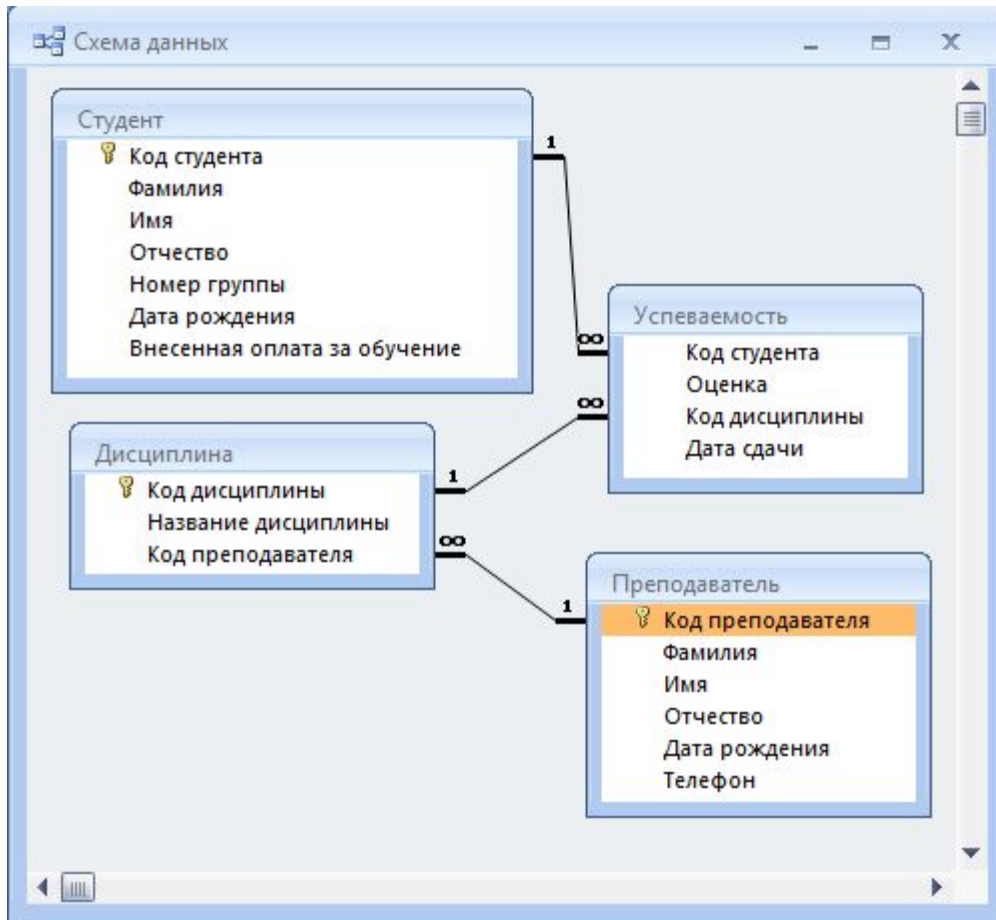 Схема данных
Студент
Код студента
Фамилия
Имя
Отчество
Номер группы
Дата рождения
Внесенная оплата за обучение
1
∞
Успеваемость
Код студента
Оценка
Код дисциплины
Дата сдачи
∞
1
Дисциплина
Код дисциплины
Название дисциплины
Код преподавателя
∞
1
Преподаватель
Код преподавателя
Фамилия
Имя
Отчество
Дата рождения
Телефон